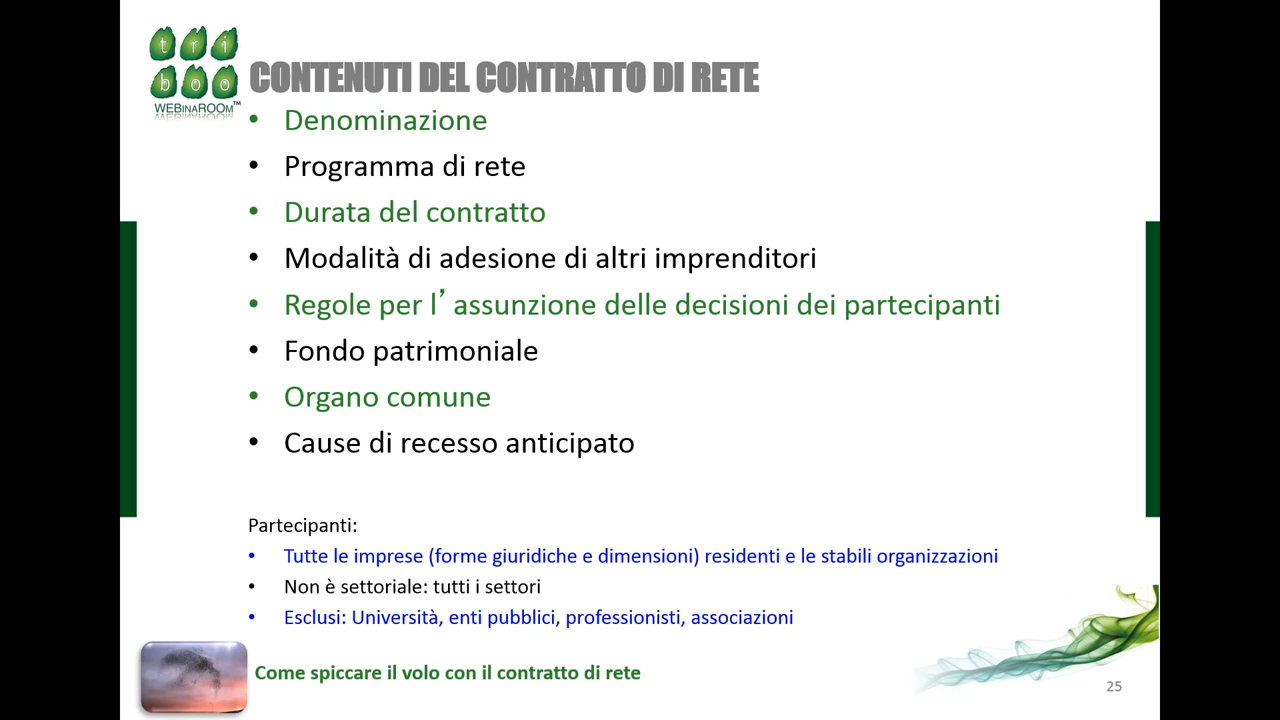 tri
boo
WEBinaROOm™
CONTENUTI DEL CONTRATTO DI RETE
• Denominazione
• Programma di rete
• Durata del contratto
• Modalità di adesione di altri imprenditori
• Regole per l’assunzione delle decisioni dei partecipanti
• Fondo patrimoniale
• Organo comune
• Cause di recesso anticipato
Partecipanti:
• Tutte le imprese (forme giuridiche e dimensioni) residenti e le stabili organizzazioni
• Non è settoriale: tutti i settori
• Esclusi: Università, enti pubblici, professionisti, associazioni
Come spiccare il volo con il contratto di rete
25